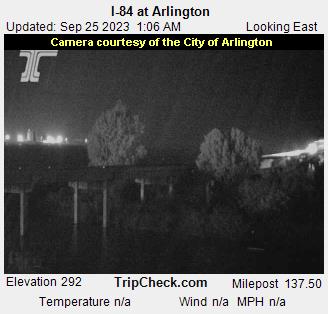 I-84 at Arlington
Updated: Sep 25 2023 1:06 AM Looking East
Camera courtesy of the City of Arlington
Elevation 292 TripCheck.com Milepost 137.50
Temperature n/a Wind n/a MPH n/a